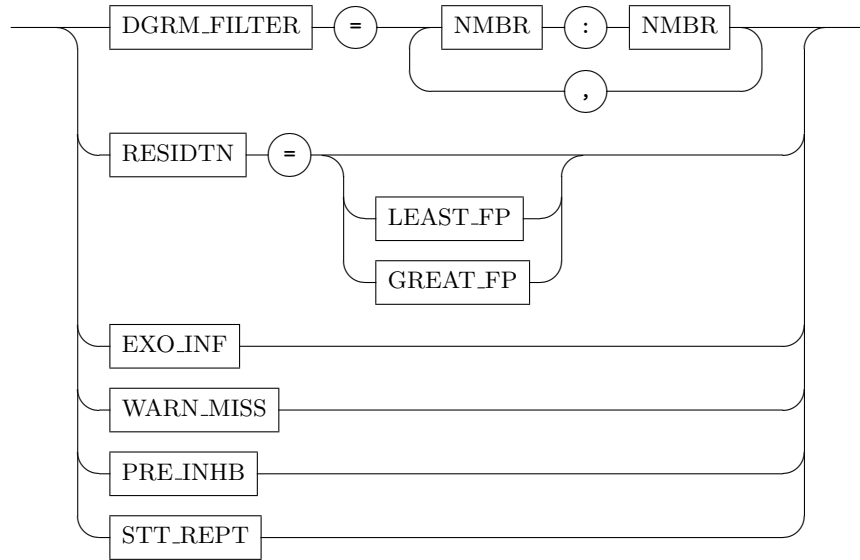 DGRM_FILTER = NMBR : NMBR
,
RESIDTN =
LEAST_FP
GREAT_FP
EXO_INF
WARN_MISS
PRE_INHB
STT_REPT